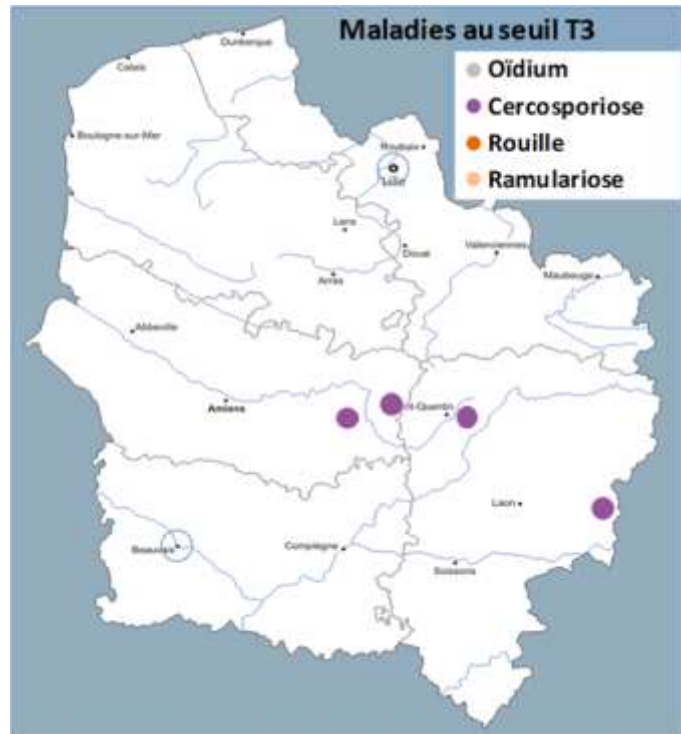 Maladies au seuil T3
Oïdium
Cercosporiose
Rouille
Ramulariose
Dunkerque
Calais
Boulogne-sur-Mer
Roubaix
Lille
Lens
Douai
Valenciennes
Arras
Maubeuge
Abbeville
Amiens
nt-Quentin
Laon
Beauvais
Compiègne
Soissons